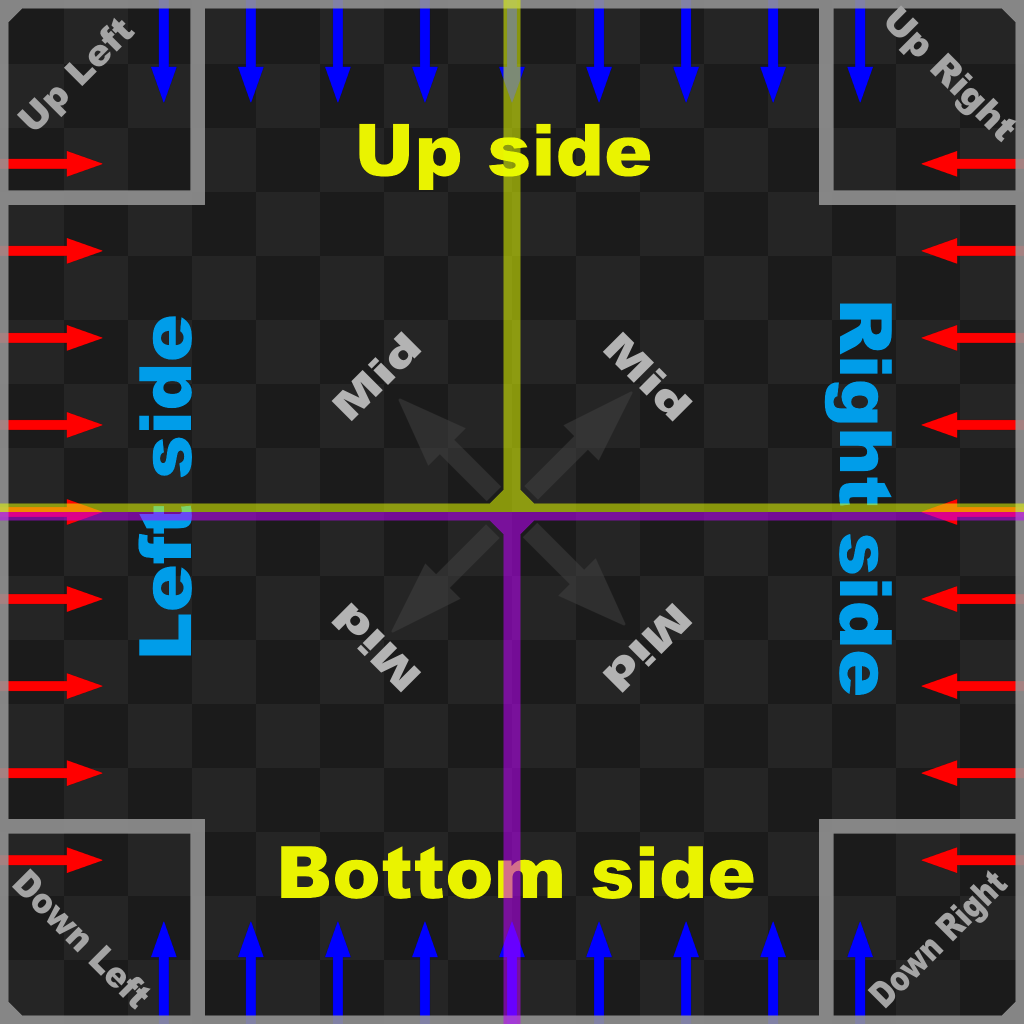 Up Left
Up Right
Up side
Mid
Mid
Left side
Right side
Mid
Mid
Bottom side
Down Left
Down Right